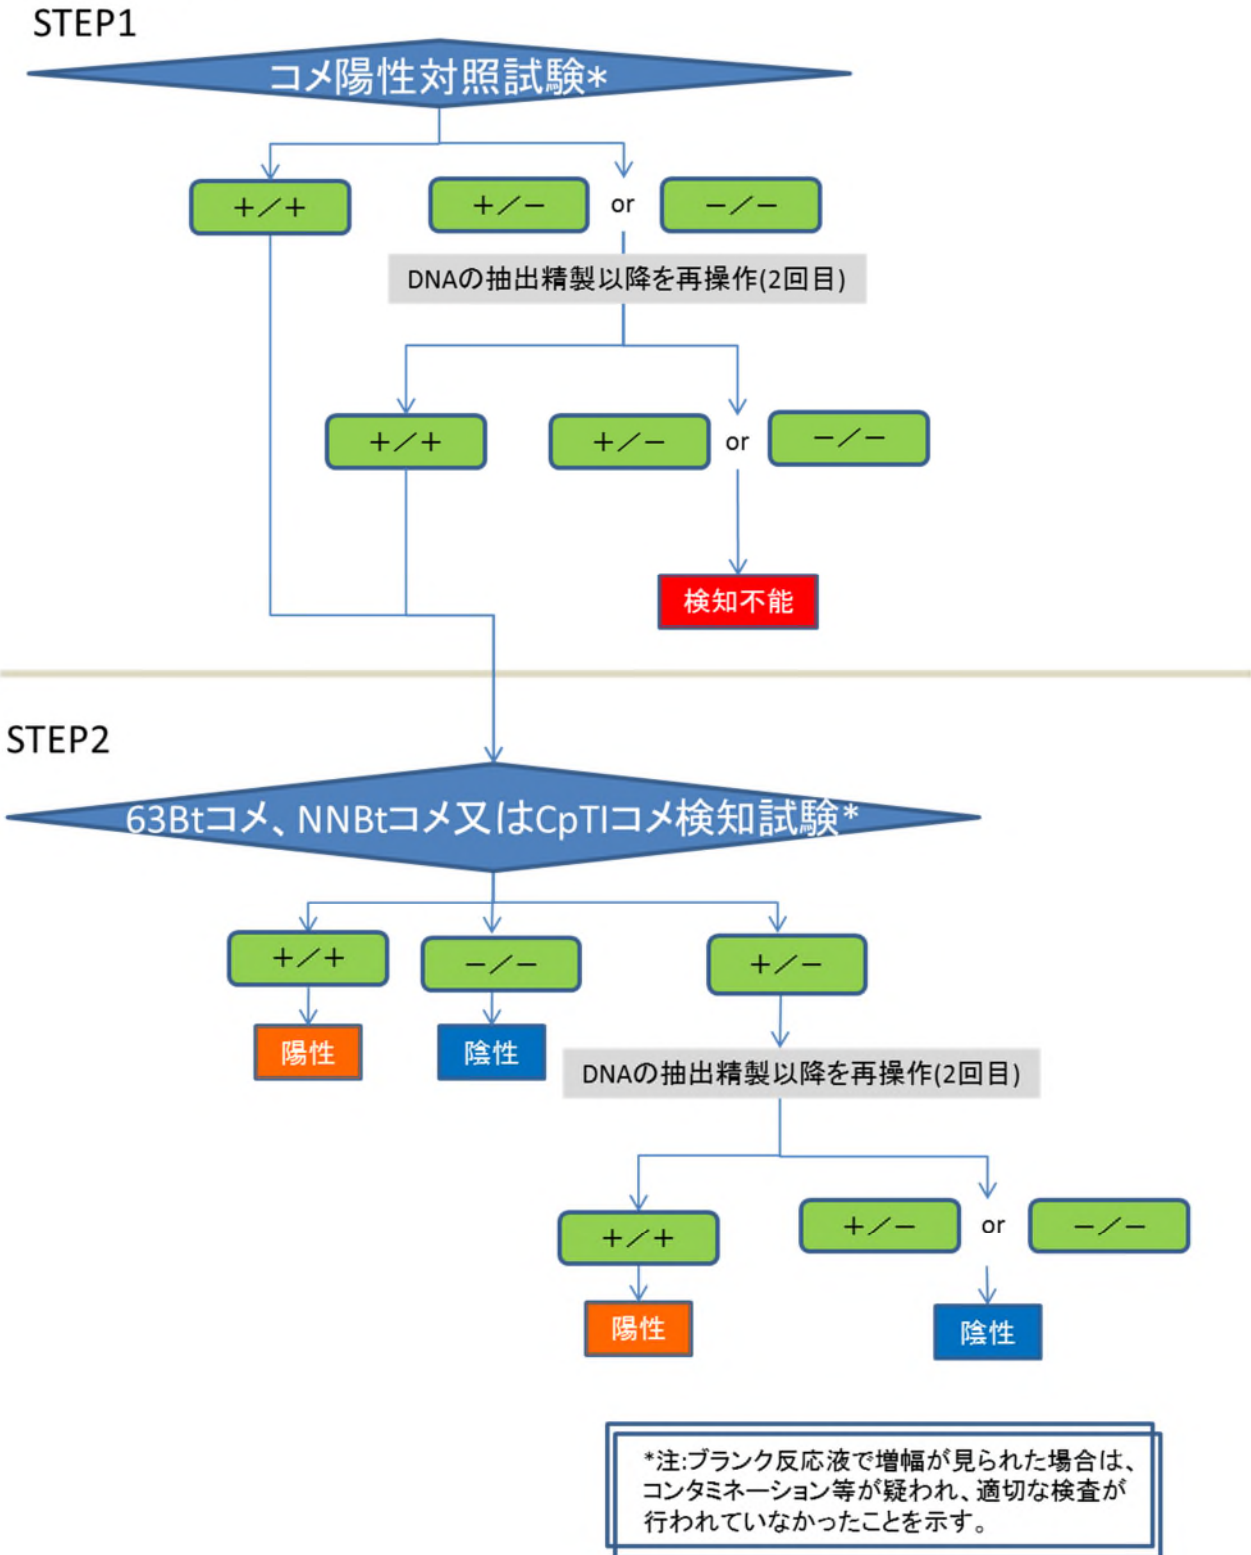 STEP1
コメ陽性対照試験*
+/+
+/−
or
−/−
DNAの抽出精製以降を再操作(2回目)
+/+
+/−
or
−/−
検知不能
STEP2
63Btコメ、NNBtコメ又はCpTIコメ検知試験*
+/+
−/−
+/−
陽性
陰性
DNAの抽出精製以降を再操作(2回目)
+/+
+/−
or
−/−
陽性
陰性
*注:ブランク反応液で増幅が見られた場合は、
コンタミネーション等が疑われ、適切な検査が
行われていなかったことを示す。